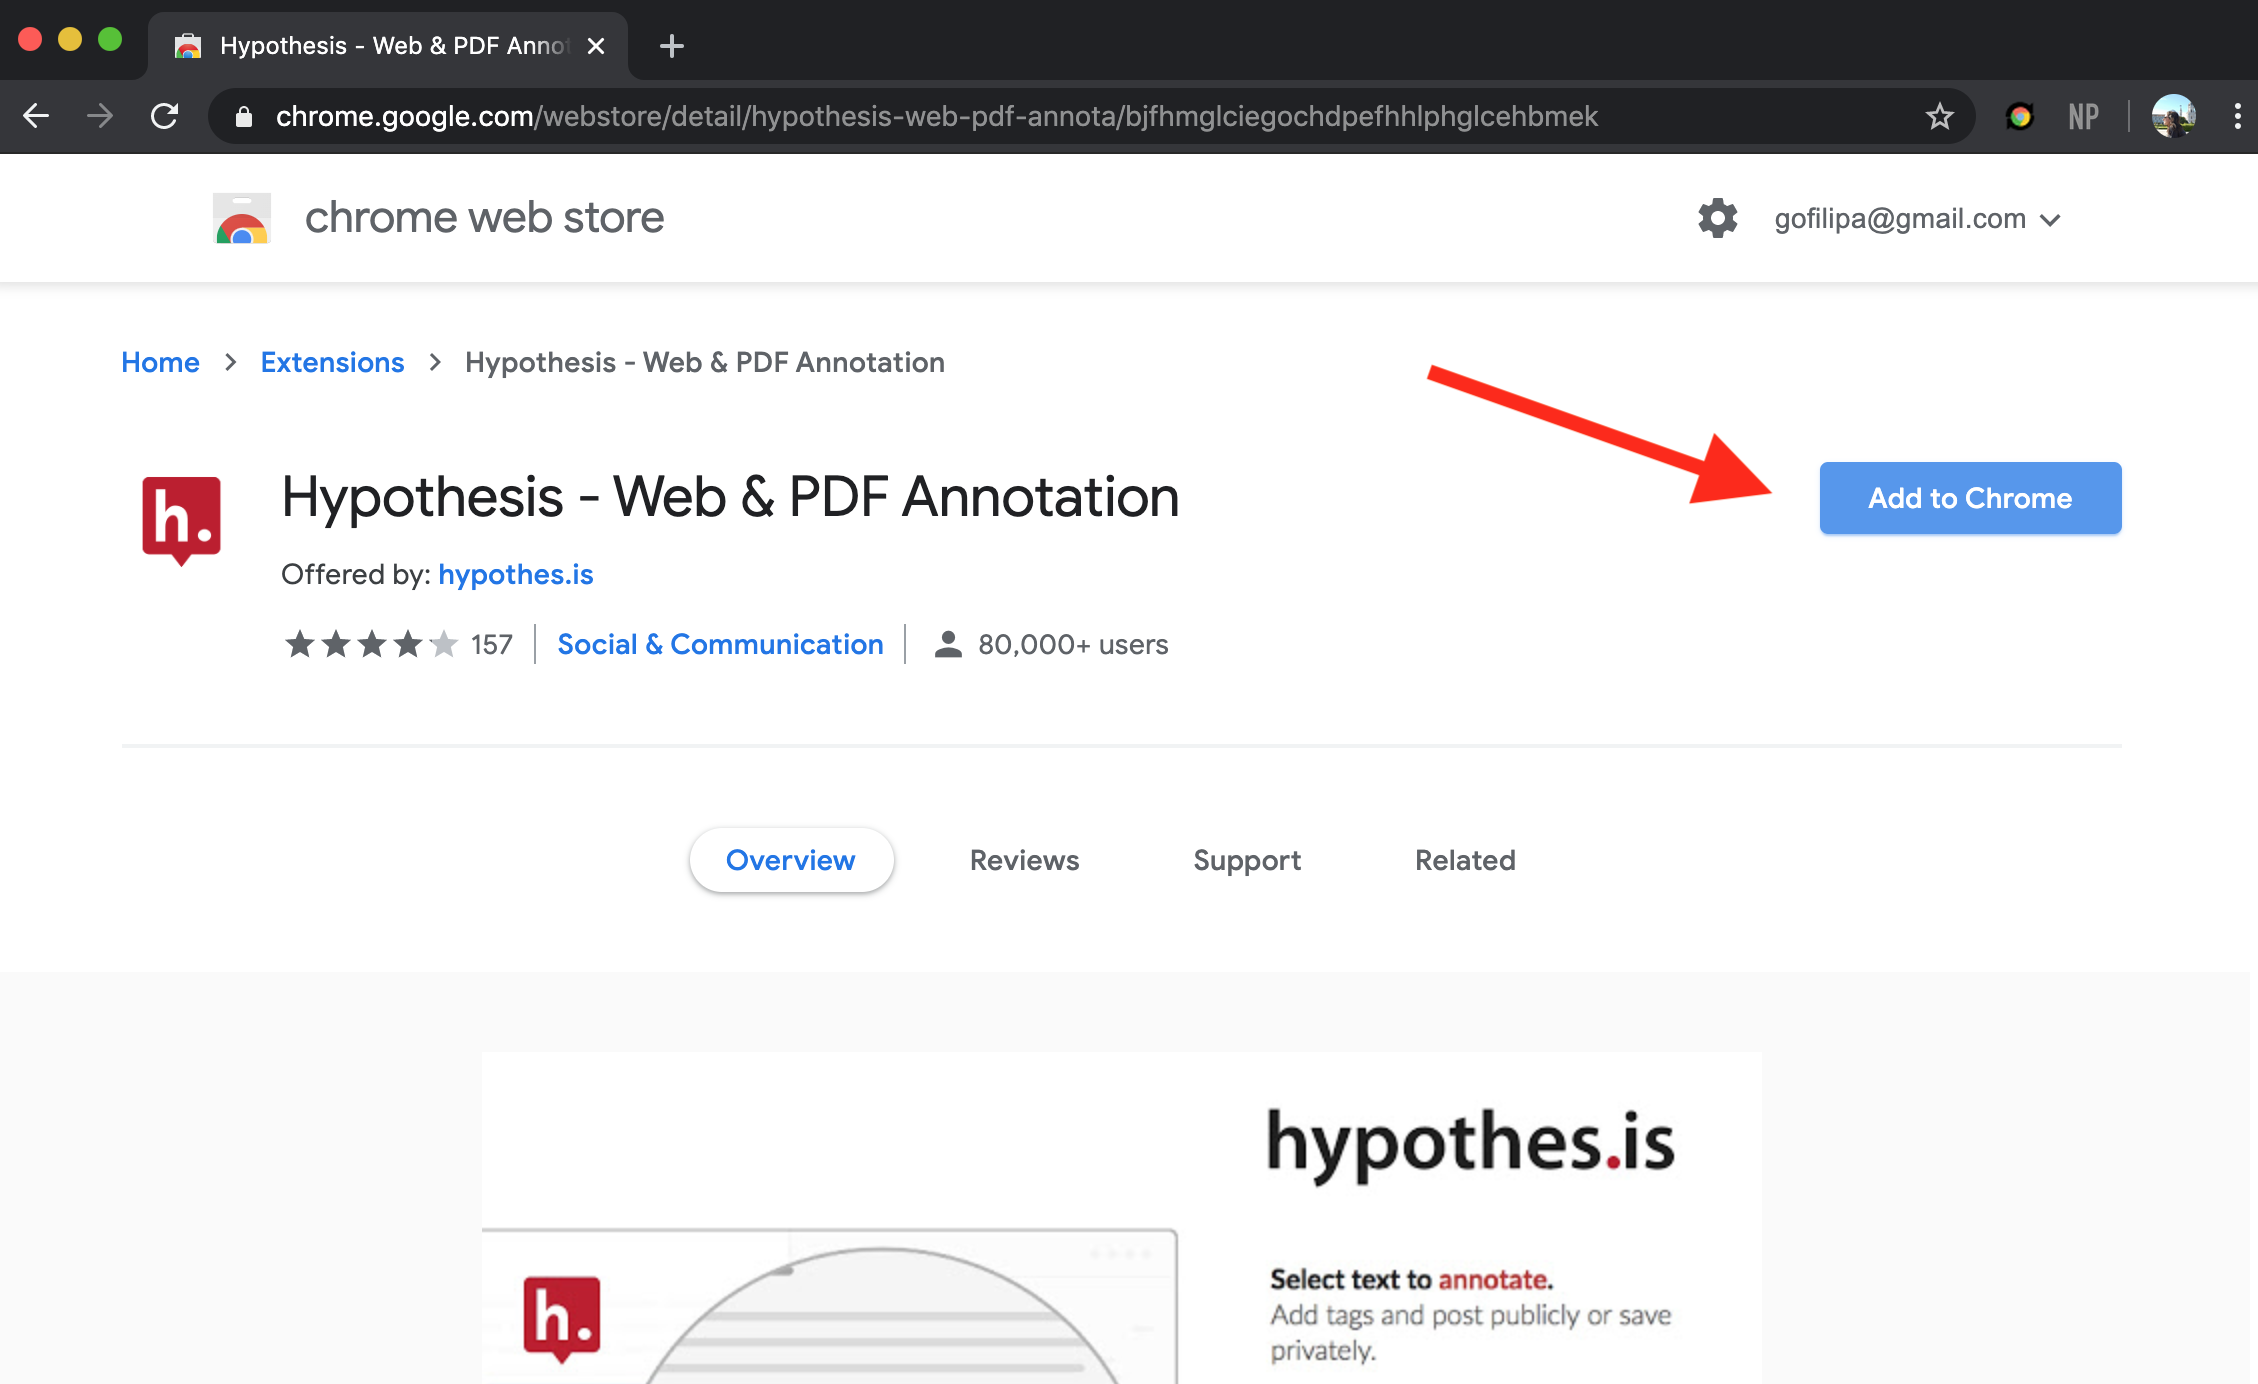 Hypothesis - Web & PDF Annot
chrome.google.com/webstore/detail/hypothesis-web-pdf-annota/bjfhmglciegochdpefhhlphglcehbmek
NP
chrome web store
gofilipa@gmail.com
Home > Extensions > Hypothesis - Web & PDF Annotation
h.
Hypothesis - Web & PDF Annotation
Add to Chrome
Offered by: hypothes.is
157 Social & Communication 80,000+ users
Overview Reviews Support Related
hypothes.is
h.
Select text to annotate.
Add tags and post publicly or save
privately.